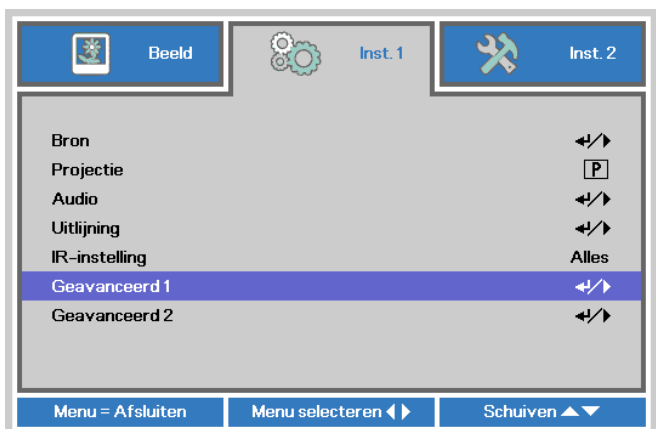 Beeld
Inst. 1
Inst. 2
Bron ↵/▶
Projectie P
Audio ↵/▶
Uitlijning ↵/▶
IR-instelling Alles
Geavanceerd 1 ↵/▶
Geavanceerd 2 ↵/▶
Menu = Afsluiten
Menu selecteren ◀▶
Schuiven ▲▼